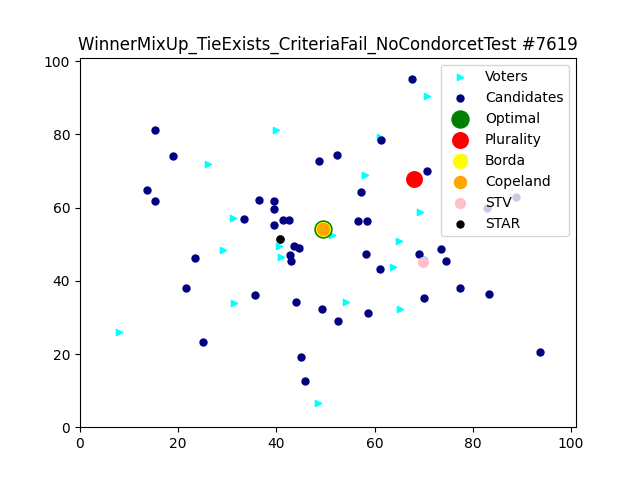 WinnerMixUp_TieExists_CriteriaFail_NoCondorcetTest #7619
100
80
60
40
20
0
0 20 40 60 80 100
Voters
Candidates
Optimal
Plurality
Borda
Copeland
STV
STAR